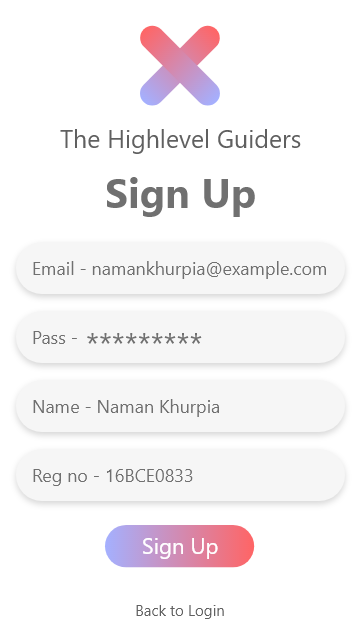 The Highlevel Guiders
Sign Up
Email - namankhurpia@example.com
Pass - *********
Name - Naman Khurpia
Reg no - 16BCE0833
Sign Up
Back to Login